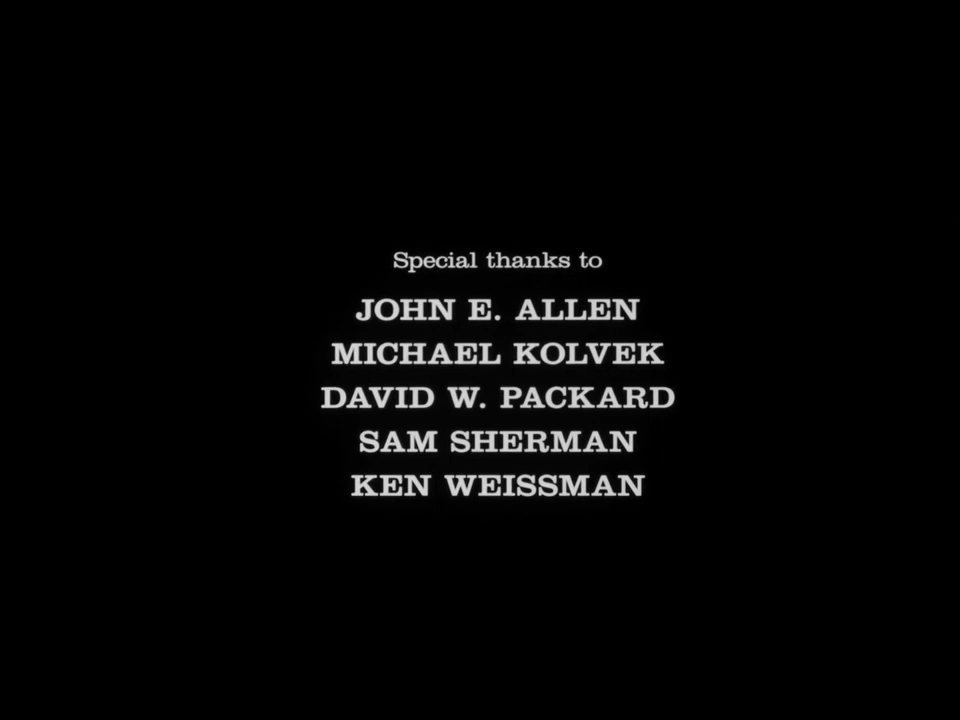 Special thanks to
JOHN E. ALLEN
MICHAEL KOLVEK
DAVID W. PACKARD
SAM SHERMAN
KEN WEISSMAN